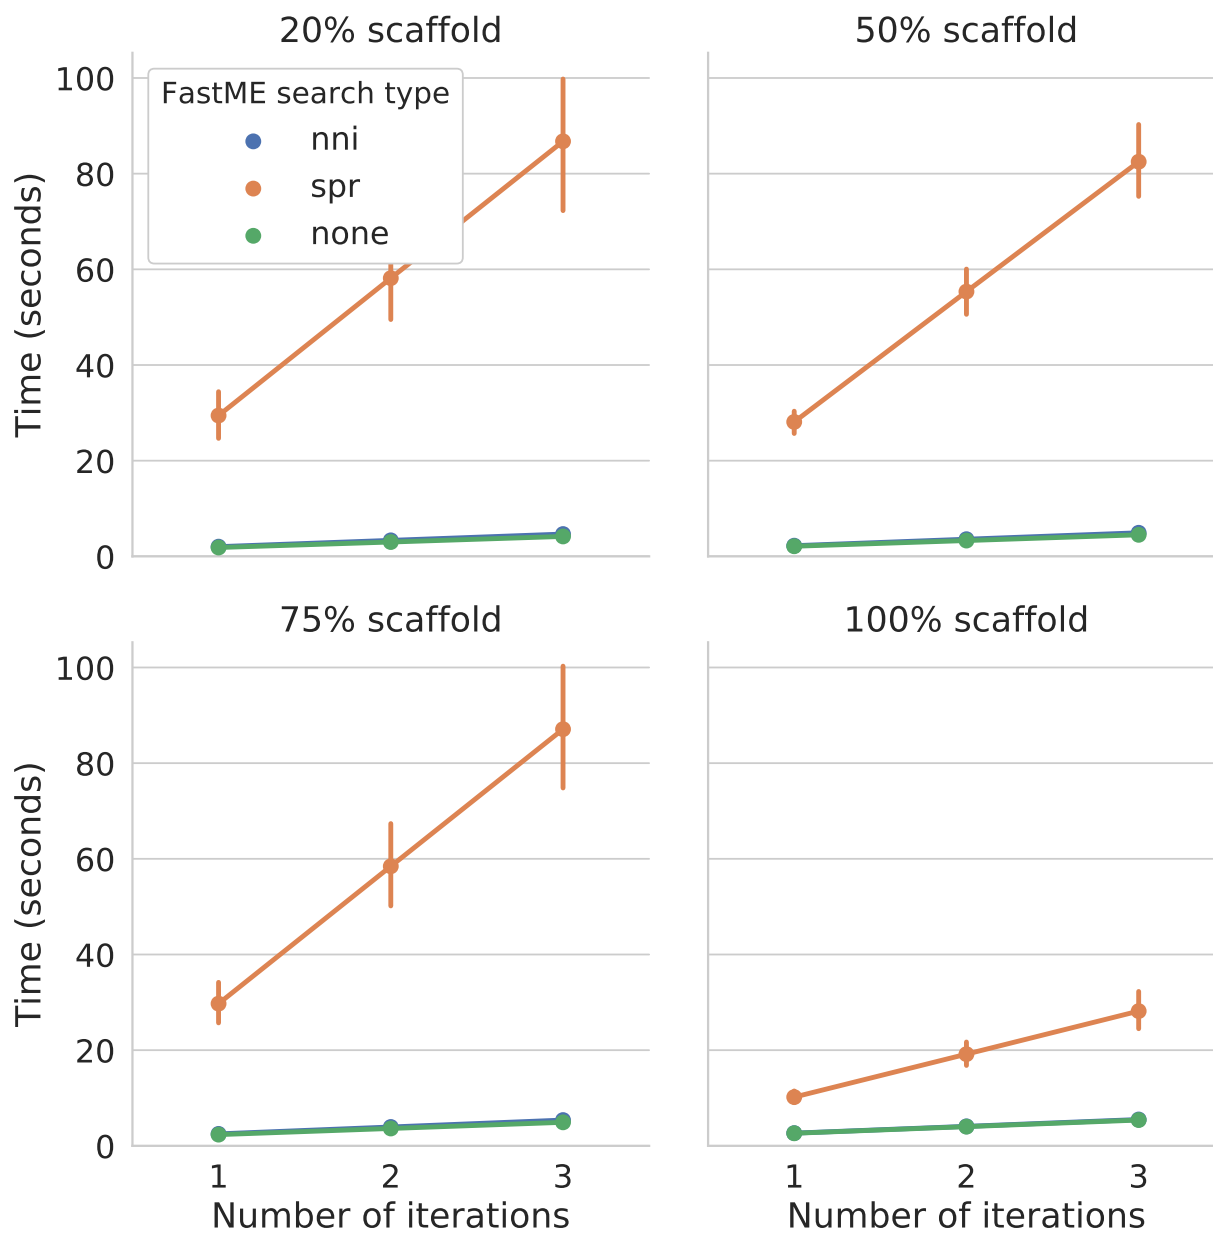 20% scaffold
50% scaffold
100
80
60
40
20
0
Time (seconds)
FastME search type
nni
spr
none
75% scaffold
100% scaffold
100
80
60
40
20
0
Time (seconds)
1 2 3
1 2 3
Number of iterations
Number of iterations